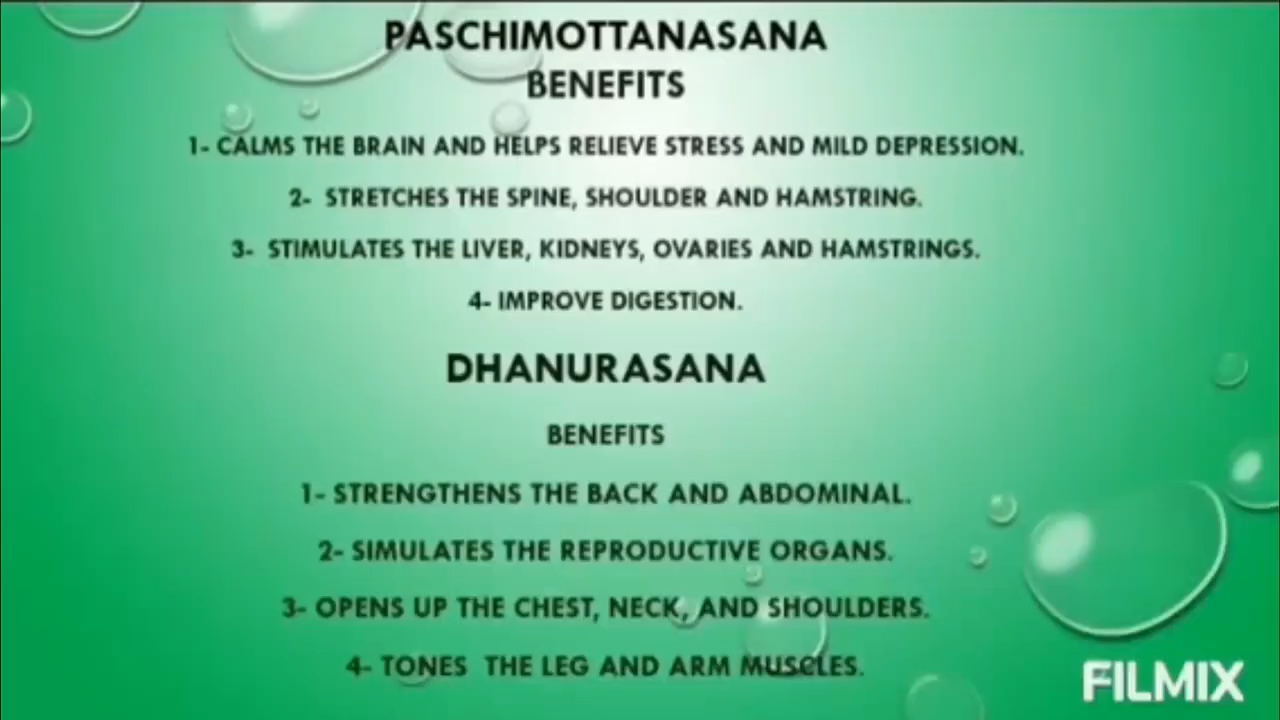 PASCHIMOTTANASANA
BENEFITS
1- CALMS THE BRAIN AND HELPS RELIEVE STRESS AND MILD DEPRESSION.
2- STRETCHES THE SPINE, SHOULDER AND HAMSTRING.
3- STIMULATES THE LIVER, KIDNEYS, OVARIES AND HAMSTRINGS.
4- IMPROVE DIGESTION.
DHANURASANA
BENEFITS
1- STRENGTHENS THE BACK AND ABDOMINAL.
2- SIMULATES THE REPRODUCTIVE ORGANS.
3- OPENS UP THE CHEST, NECK, AND SHOULDERS.
4- TONES THE LEG AND ARM MUSCLES.
FILMIX